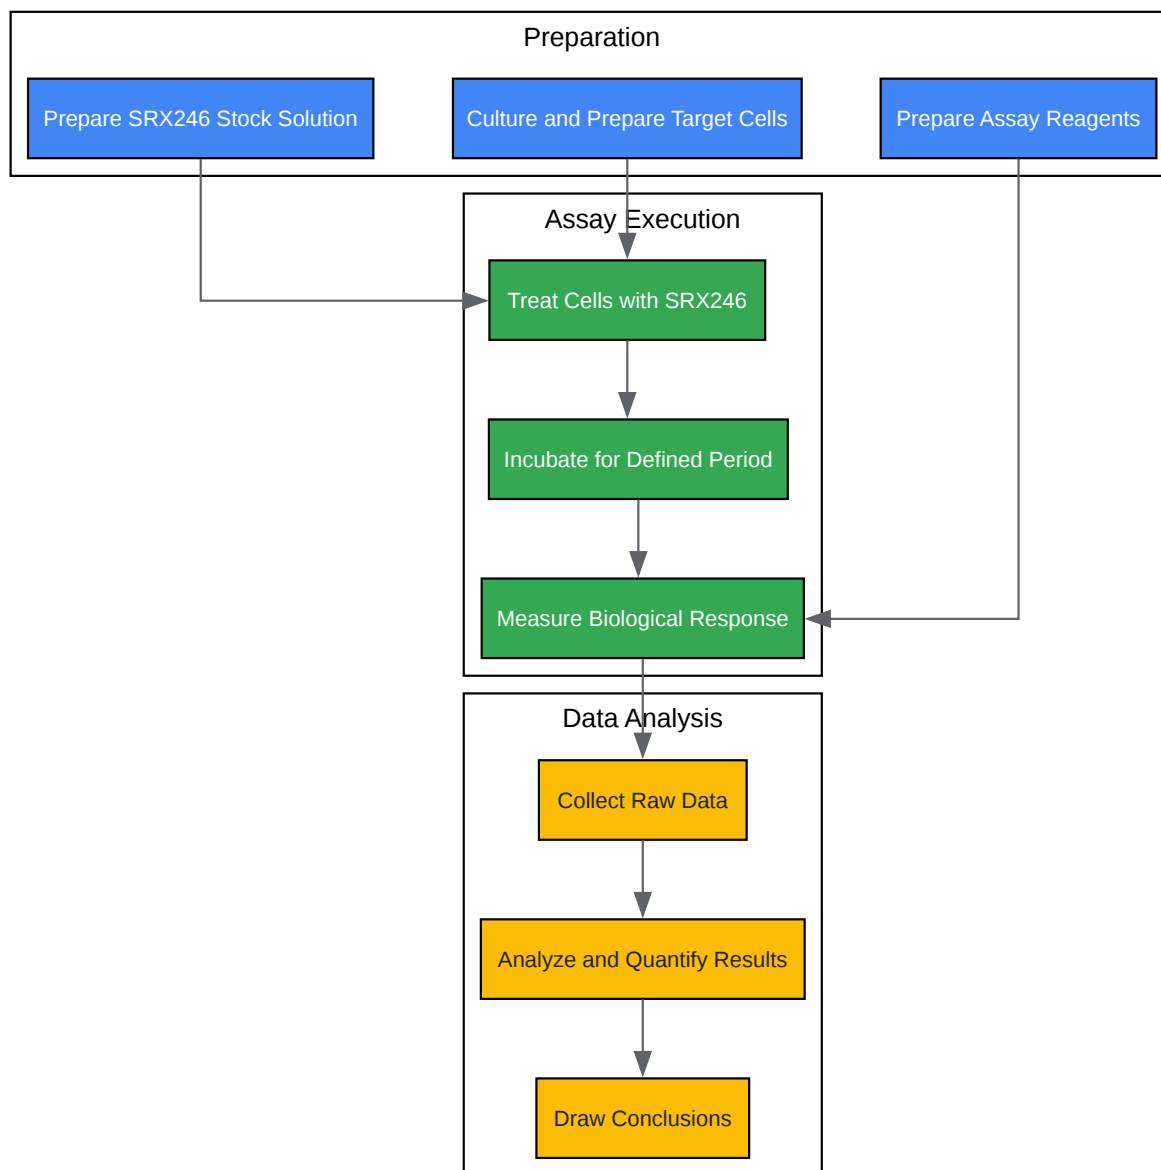 Preparation
Prepare SRX246 Stock Solution
Culture and Prepare Target Cells
Prepare Assay Reagents
Assay Execution
Treat Cells with SRX246
Incubate for Defined Period
Measure Biological Response
Data Analysis
Collect Raw Data
Analyze and Quantify Results
Draw Conclusions